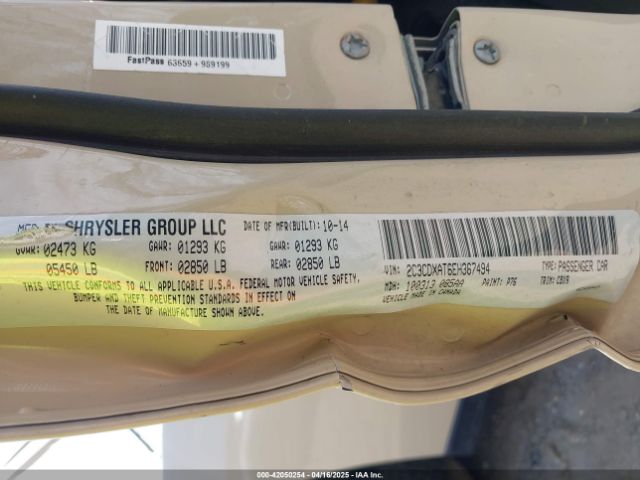 FastPass 63659 + 959199
MFD BY CHRYSLER GROUP LLC
DATE OF MFR(BUILT): 10-14
GVWR: 02473 KG
GAWR: 01293 KG
GAWR: 01293 KG
05450 LB
FRONT: 02850 LB
REAR: 02850 LB
THIS VEHICLE CONFORMS TO ALL APPLICABLE U.S.A. FEDERAL MOTOR VEHICLE SAFETY,
BUMPER AND THEFT PREVENTION STANDARDS IN EFFECT ON
THE DATE OF MANUFACTURE SHOWN ABOVE.
VIN: 2C3CDXAT6EH367494
TYPE: PASSENGER CAR
MDH: 100313 065AA
PAINT: P76
TRIM: CBX9
VEHICLE MADE IN CANADA
000-42050254 - 04/16/2025 - IAA Inc.